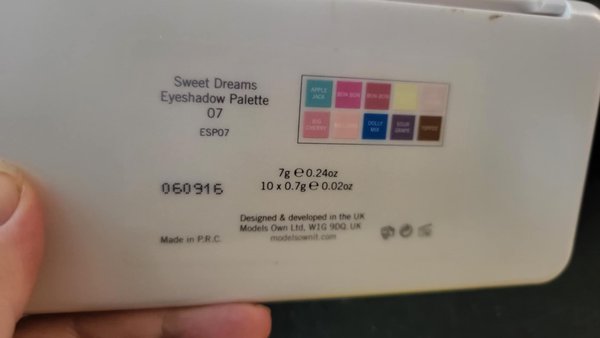 Sweet Dreams
Eyeshadow Palette
07
ESP07
APPLE
JACK
BON BON
BON BON
BIG
CHERRY
DOLLY
MIX
SOUR
GRAPE
TOFFEE
7g ℮ 0.24oz
10 x 0.7g ℮ 0.02oz
060916
Designed & developed in the UK
Models Own Ltd, W1G 9DQ. UK
modelsownit.com
Made in P.R.C.